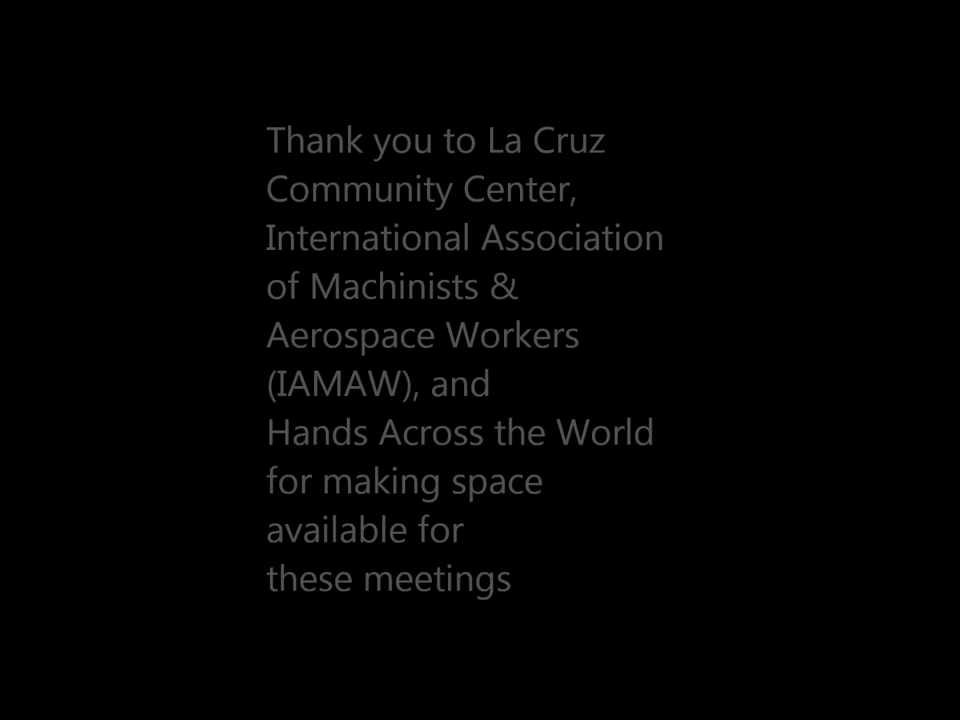 Thank you to La Cruz
Community Center,
International Association
of Machinists &
Aerospace Workers
(IAMAW), and
Hands Across the World
for making space
available for
these meetings